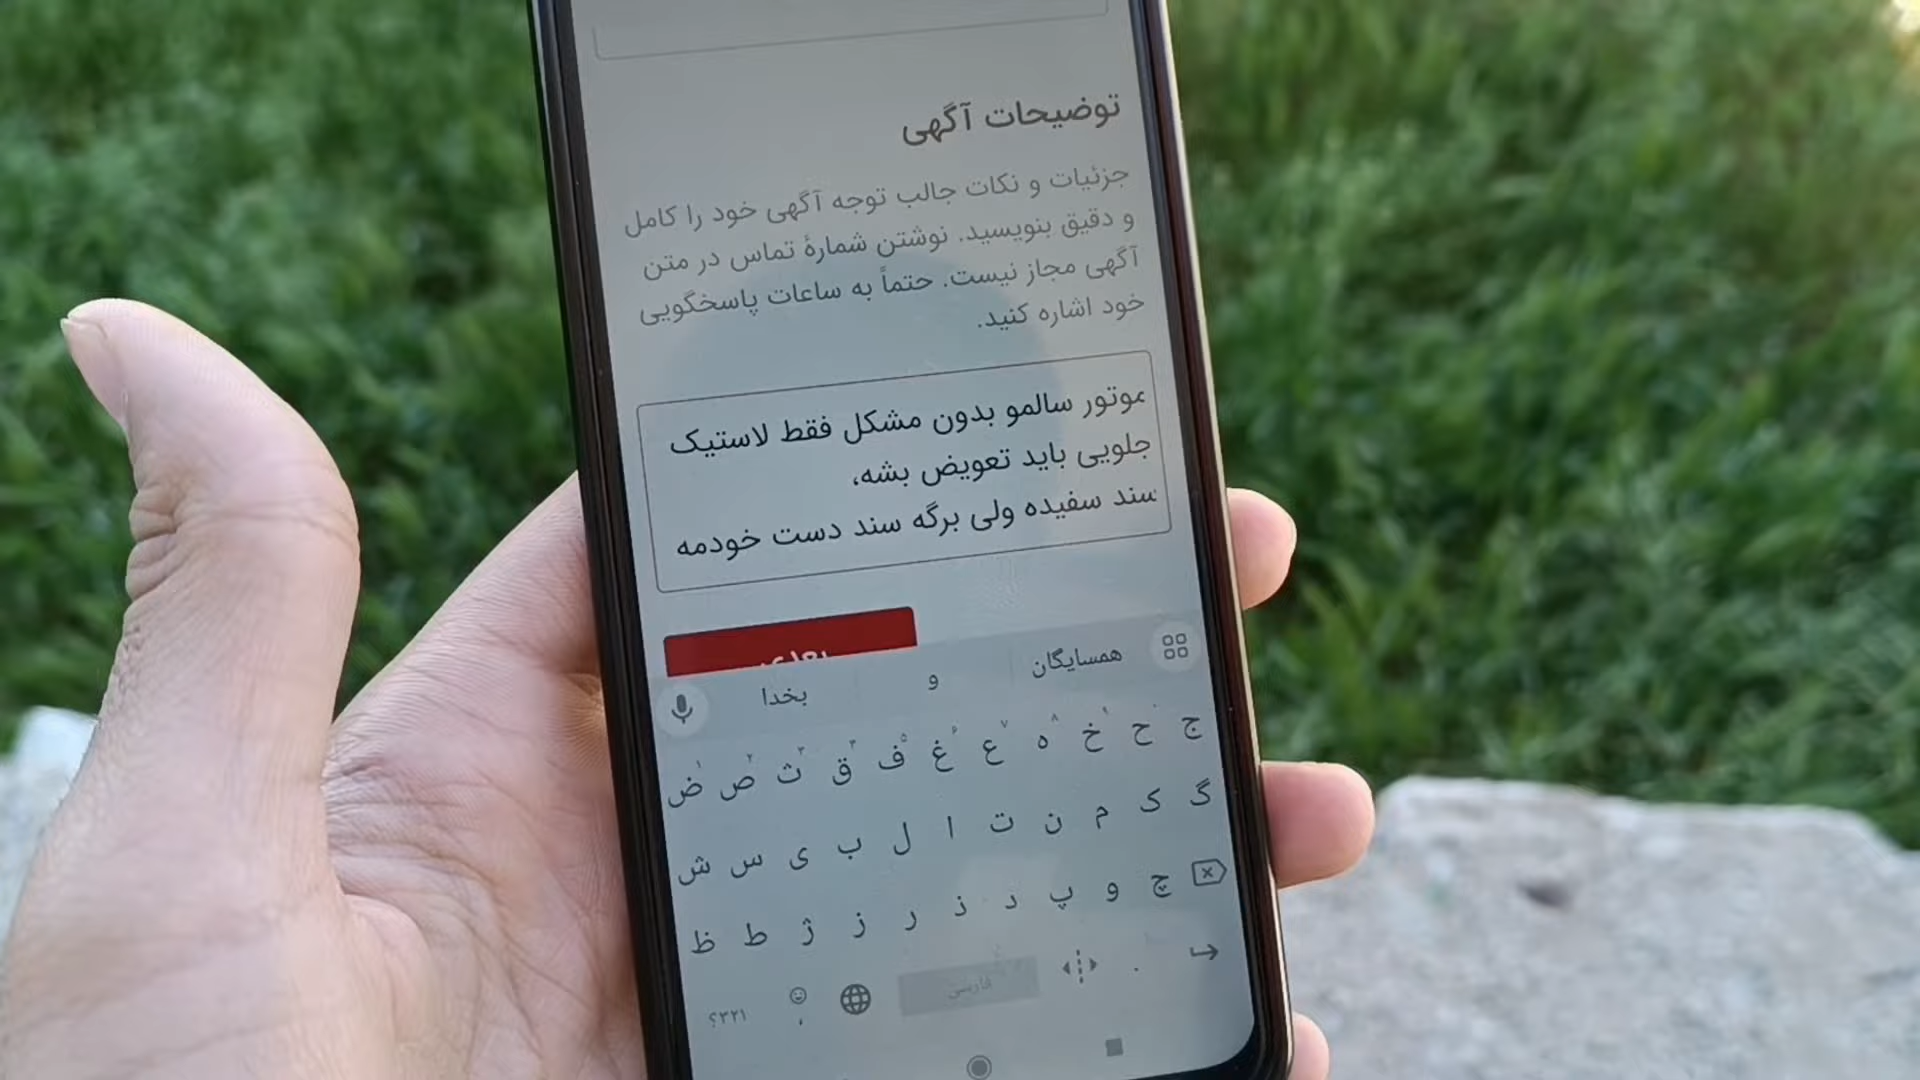 توضیحات آگهی
جزئیات و نکات جالب توجه آگهی خود را کامل
و دقیق بنویسید. نوشتن شمارهٔ تماس در متن
آگهی مجاز نیست. حتماً به ساعات پاسخگویی
خود اشاره کنید.
موتور سالمو بدون مشکل فقط لاستیک
جلویی باید تعویض بشه،
سند سفیده ولی برگه سند دست خودمه
همسایگان و بخدا
ج ح خ ه ع غ ف ق ث ص ض
گ ک م ن ت ا ل ب ی س ش
چ و پ د ذ ر ز ژ ط ظ
. فارسی ؟۳۲۱